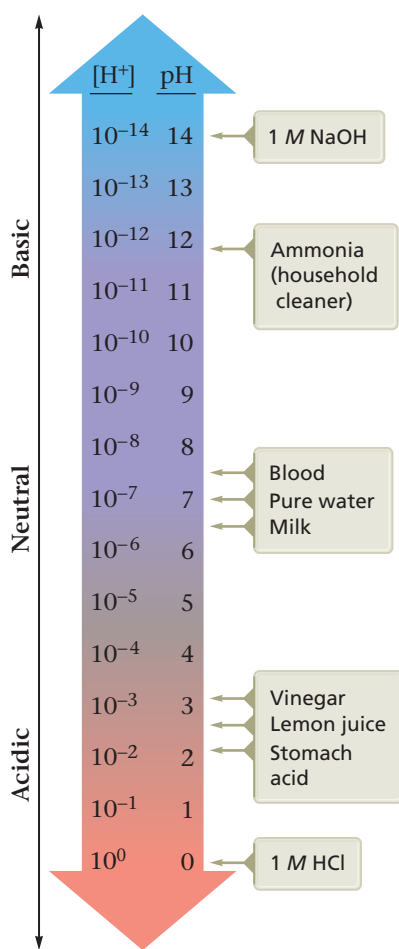 [H⁺] pH
10⁻¹⁴ 14
1 M NaOH
10⁻¹³ 13
10⁻¹² 12
Ammonia
(household
cleaner)
10⁻¹¹ 11
10⁻¹⁰ 10
10⁻⁹ 9
10⁻⁸ 8
Blood
10⁻⁷ 7
Pure water
Milk
10⁻⁶ 6
10⁻⁵ 5
10⁻⁴ 4
10⁻³ 3
Vinegar
Lemon juice
10⁻² 2
Stomach
acid
10⁻¹ 1
10⁰ 0
1 M HCl
Basic
Neutral
Acidic